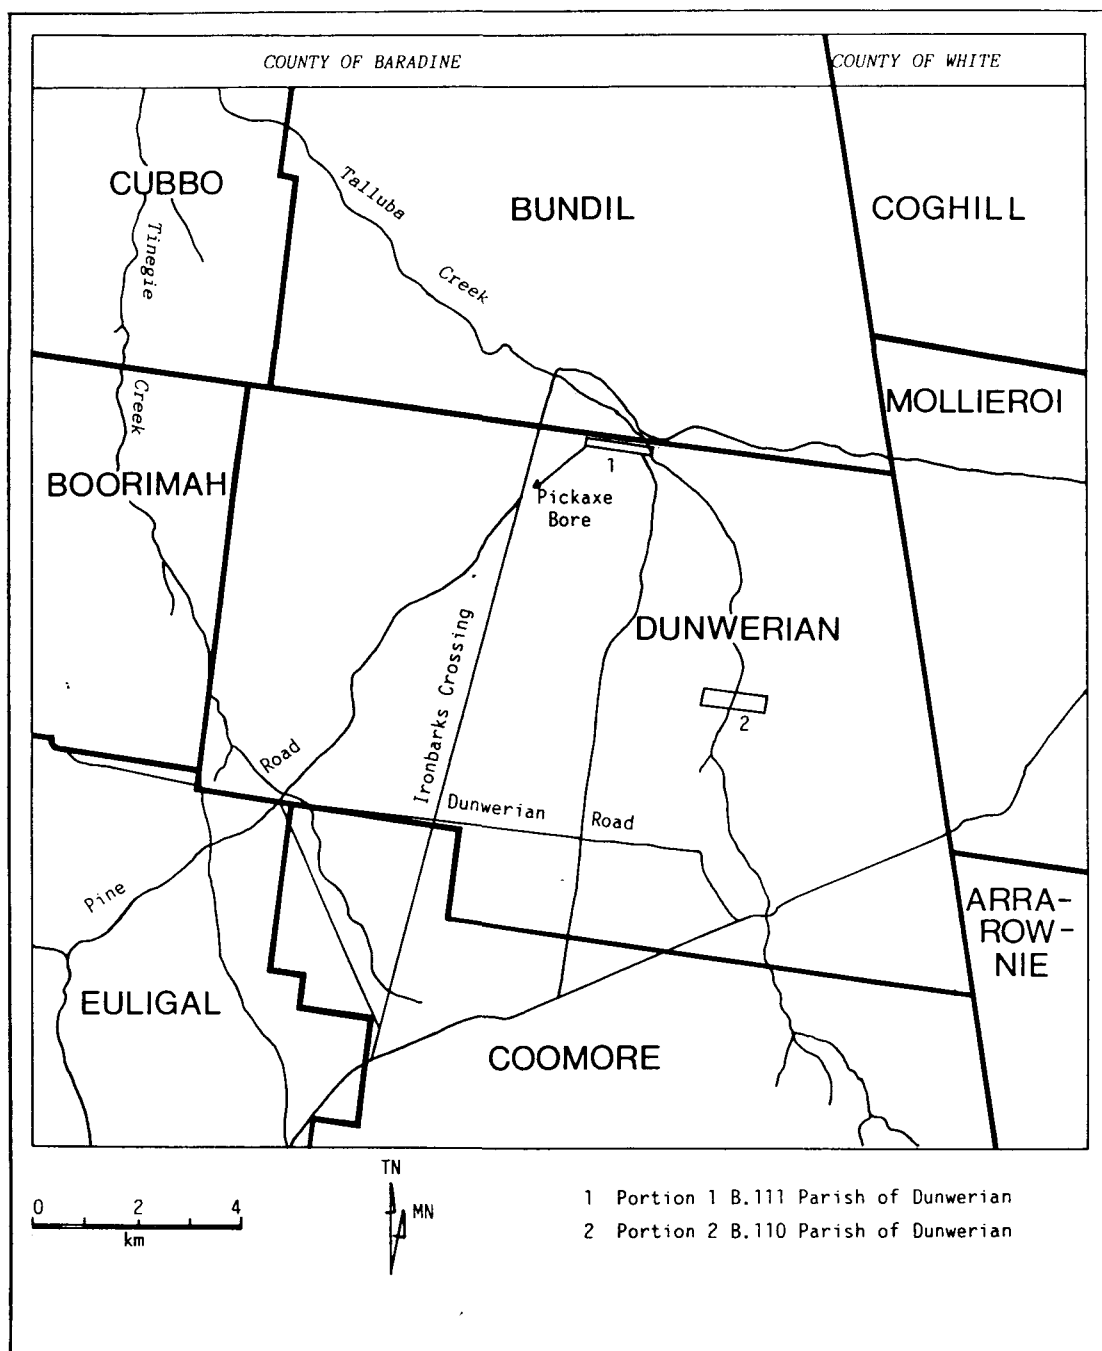 COUNTY OF BARADINE
COUNTY OF WHITE
CUBBO
Talluba
BUNDIL
COGHILL
Tinegie
Creek
Creek
MOLLIEROI
BOORIMAH
1
Pickaxe
Bore
DUNWERIAN
Ironbarks Crossing
2
Road
Dunwerian
Road
Pine
ARRA-
ROW-
NIE
EULIGAL
COOMORE
TN
MN
0 2 4
km
1 Portion 1 B.111 Parish of Dunwerian
2 Portion 2 B.110 Parish of Dunwerian